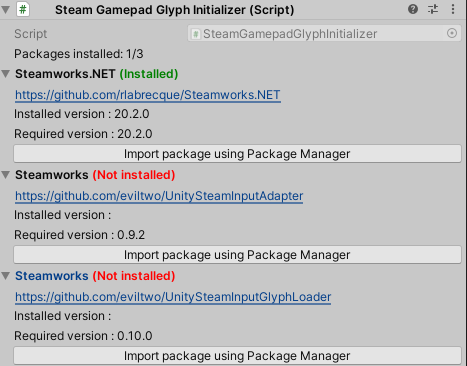 Steam Gamepad Glyph Initializer (Script)
Script SteamGamepadGlyphInitializer
Packages installed: 1/3
Steamworks.NET (Installed)
https://github.com/rlabrecque/Steamworks.NET
Installed version : 20.2.0
Required version : 20.2.0
Import package using Package Manager
Steamworks (Not installed)
https://github.com/eviltwo/UnitySteamInputAdapter
Installed version :
Required version : 0.9.2
Import package using Package Manager
Steamworks (Not installed)
https://github.com/eviltwo/UnitySteamInputGlyphLoader
Installed version :
Required version : 0.10.0
Import package using Package Manager